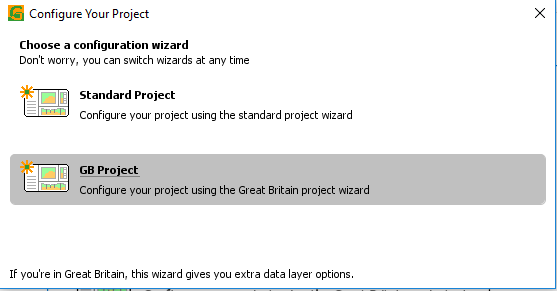 Configure Your Project
Choose a configuration wizard
Don't worry, you can switch wizards at any time
Standard Project
Configure your project using the standard project wizard
GB Project
Configure your project using the Great Britain project wizard
If you're in Great Britain, this wizard gives you extra data layer options.